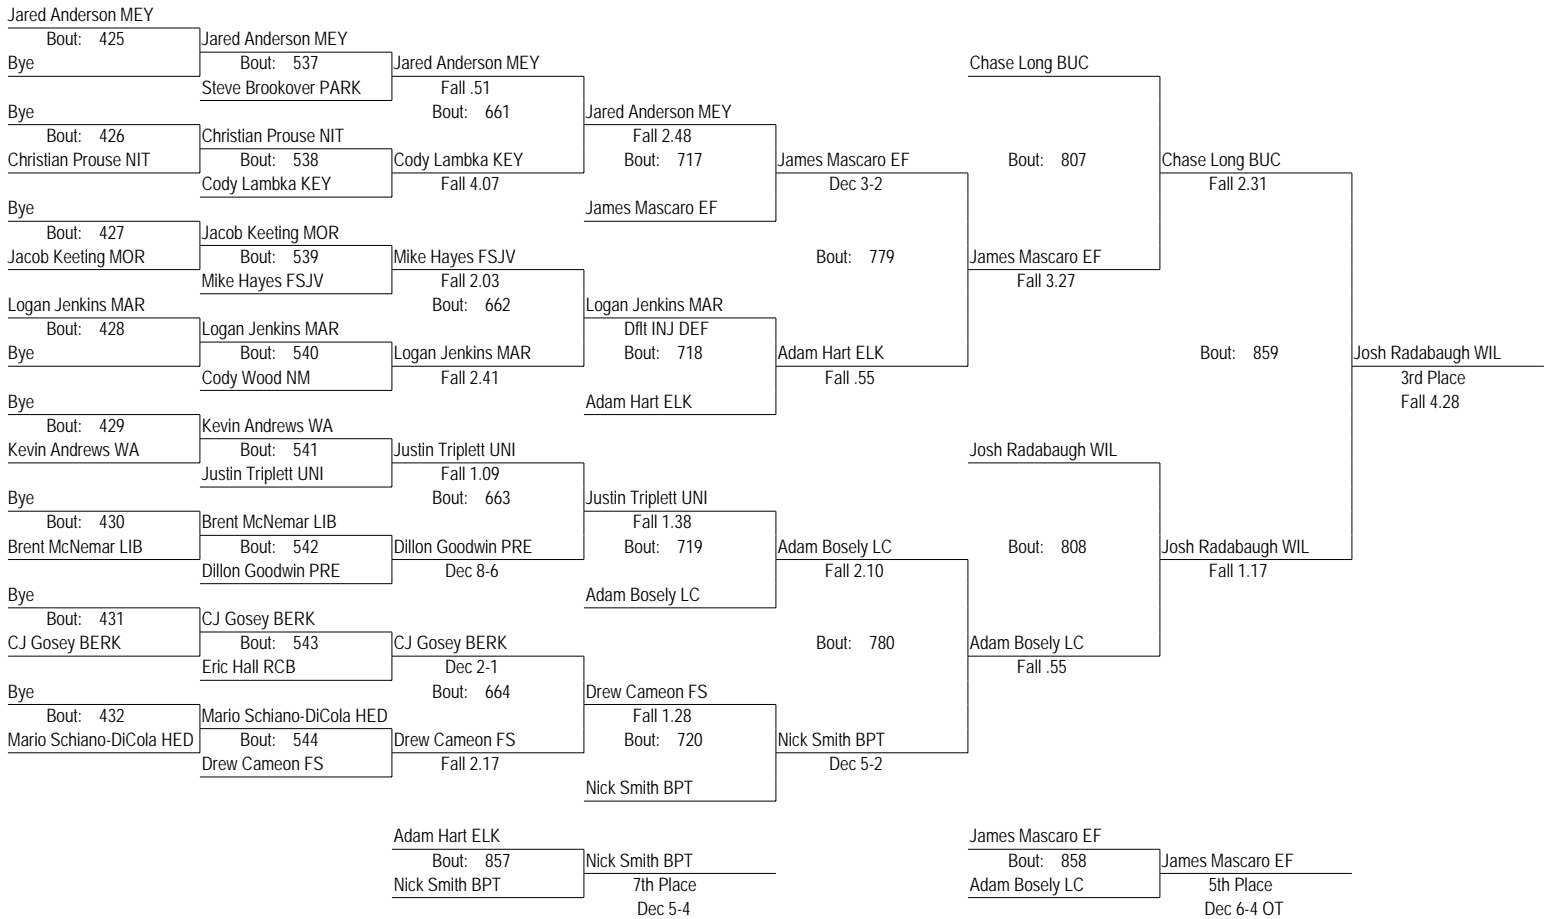 Jared Anderson MEY
Bout: 425 Jared Anderson MEY
Bye Bout: 537 Jared Anderson MEY Chase Long BUC
Steve Brookover PARK Fall .51
Bye Bout: 661 Jared Anderson MEY
Bout: 426 Christian Prouse NIT Fall 2.48
Christian Prouse NIT Bout: 538 Cody Lambka KEY Bout: 717 James Mascaro EF Bout: 807 Chase Long BUC
Cody Lambka KEY Fall 4.07 Dec 3-2 Fall 2.31
Bye James Mascaro EF
Bout: 427 Jacob Keeting MOR
Jacob Keeting MOR Bout: 539 Mike Hayes FSJV Bout: 779 James Mascaro EF
Mike Hayes FSJV Fall 2.03 Fall 3.27
Logan Jenkins MAR Bout: 662 Logan Jenkins MAR
Bout: 428 Logan Jenkins MAR Dflt INJ DEF
Bye Bout: 540 Logan Jenkins MAR Bout: 718 Adam Hart ELK Bout: 859 Josh Radabaugh WIL
Cody Wood NM Fall 2.41 Fall .55 3rd Place
Bye Adam Hart ELK Fall 4.28
Bout: 429 Kevin Andrews WA
Kevin Andrews WA Bout: 541 Justin Triplett UNI Josh Radabaugh WIL
Justin Triplett UNI Fall 1.09
Bye Bout: 663 Justin Triplett UNI
Bout: 430 Brent McNemar LIB Fall 1.38
Brent McNemar LIB Bout: 542 Dillon Goodwin PRE Bout: 719 Adam Bosely LC Bout: 808 Josh Radabaugh WIL
Dillon Goodwin PRE Dec 8-6 Fall 2.10 Fall 1.17
Bye Adam Bosely LC
Bout: 431 CJ Gosey BERK
CJ Gosey BERK Bout: 543 CJ Gosey BERK Bout: 780 Adam Bosely LC
Eric Hall RCB Dec 2-1 Fall .55
Bye Bout: 664 Drew Cameon FS
Bout: 432 Mario Schiano-DiCola HED Fall 1.28
Mario Schiano-DiCola HED Bout: 544 Drew Cameon FS Bout: 720 Nick Smith BPT
Drew Cameon FS Fall 2.17 Dec 5-2
Nick Smith BPT
Adam Hart ELK James Mascaro EF
Bout: 857 Nick Smith BPT Bout: 858 James Mascaro EF
Nick Smith BPT 7th Place Adam Bosely LC 5th Place
Dec 5-4 Dec 6-4 OT